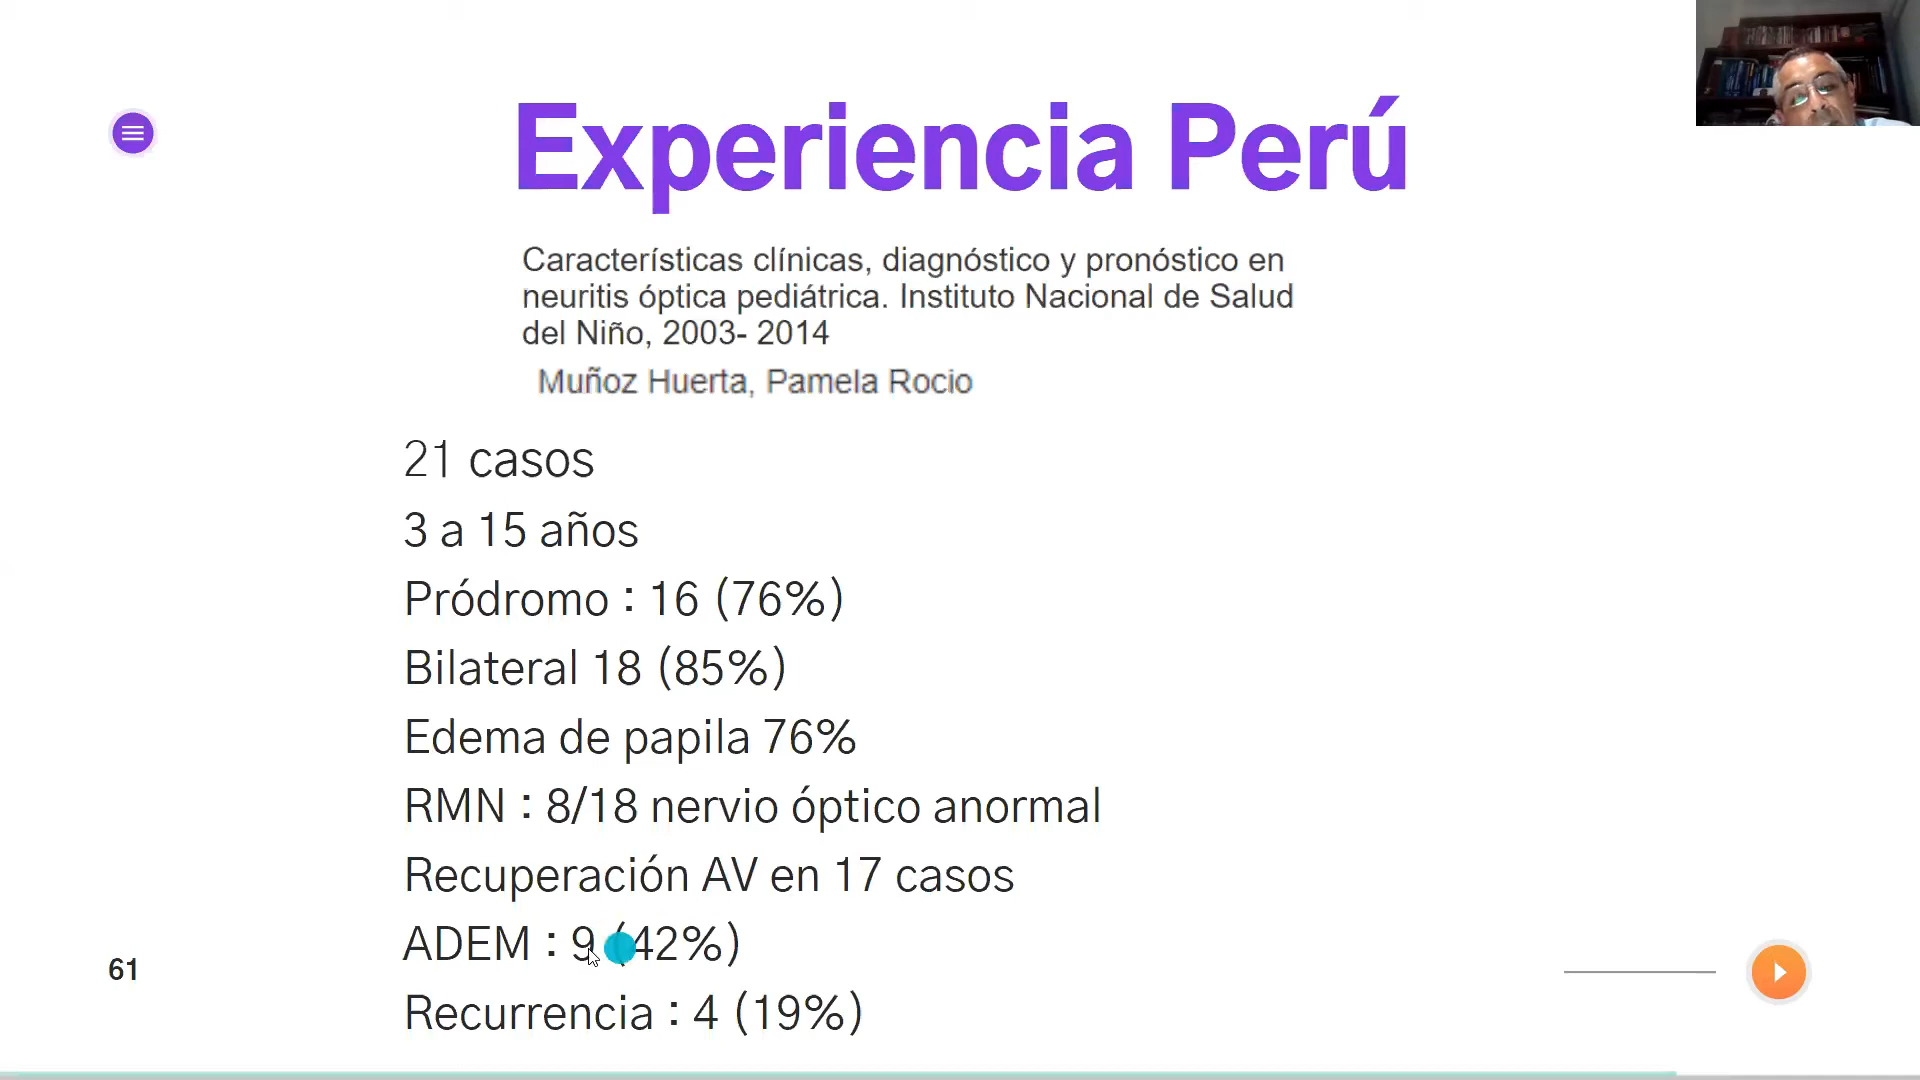 Experiencia Perú
Características clínicas, diagnóstico y pronóstico en
neuritis óptica pediátrica. Instituto Nacional de Salud
del Niño, 2003- 2014
Muñoz Huerta, Pamela Rocio
21 casos
3 a 15 años
Pródromo : 16 (76%)
Bilateral 18 (85%)
Edema de papila 76%
RMN : 8/18 nervio óptico anormal
Recuperación AV en 17 casos
ADEM : 9 (42%)
Recurrencia : 4 (19%)
61